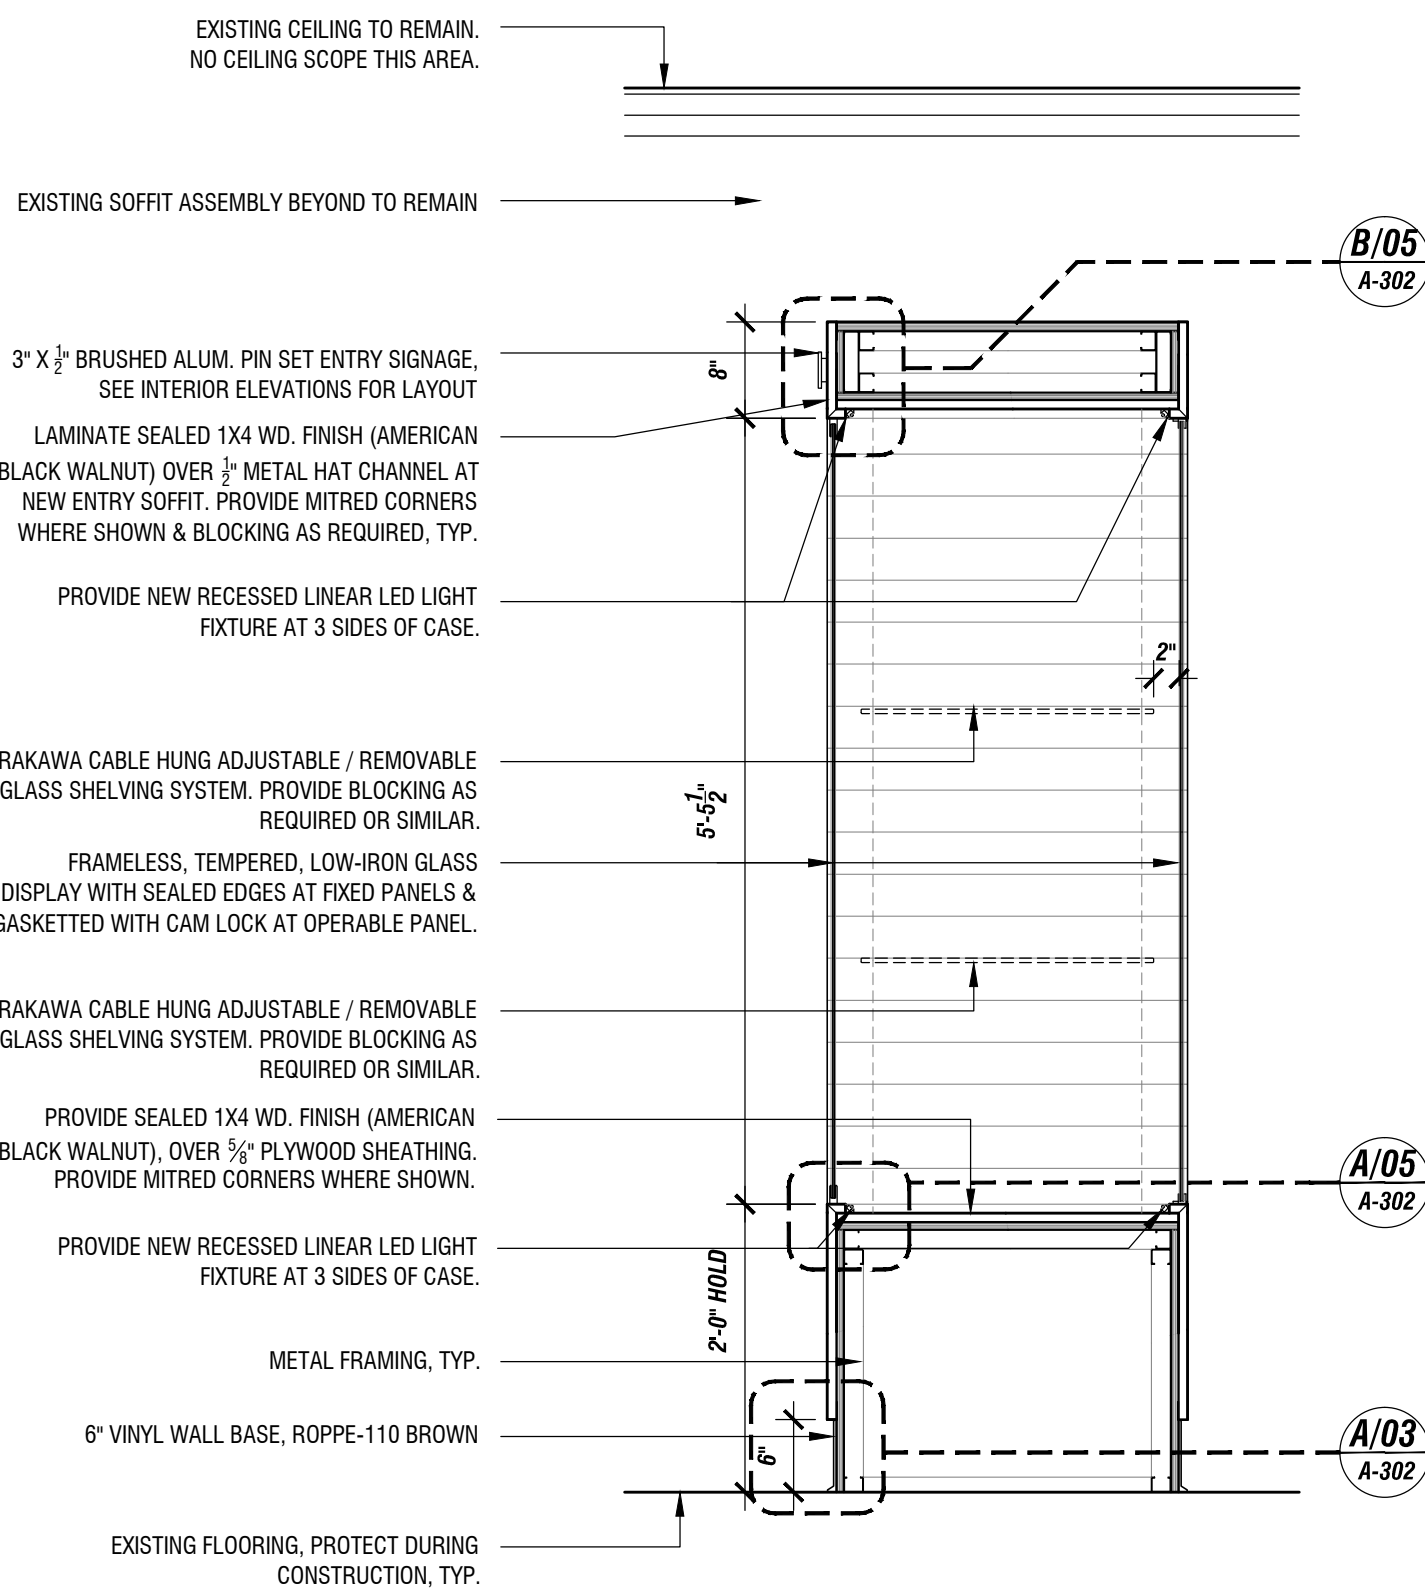 EXISTING CEILING TO REMAIN.
NO CEILING SCOPE THIS AREA.
EXISTING SOFFIT ASSEMBLY BEYOND TO REMAIN
B/05
A-302
3" X 1/2" BRUSHED ALUM. PIN SET ENTRY SIGNAGE,
SEE INTERIOR ELEVATIONS FOR LAYOUT
8"
LAMINATE SEALED 1X4 WD. FINISH (AMERICAN
BLACK WALNUT) OVER 1/2" METAL HAT CHANNEL AT
NEW ENTRY SOFFIT. PROVIDE MITRED CORNERS
WHERE SHOWN & BLOCKING AS REQUIRED, TYP.
PROVIDE NEW RECESSED LINEAR LED LIGHT
FIXTURE AT 3 SIDES OF CASE.
2"
RAKAWA CABLE HUNG ADJUSTABLE / REMOVABLE
GLASS SHELVING SYSTEM. PROVIDE BLOCKING AS
REQUIRED OR SIMILAR.
5'-5 1/2"
FRAMELESS, TEMPERED, LOW-IRON GLASS
DISPLAY WITH SEALED EDGES AT FIXED PANELS &
GASKETTED WITH CAM LOCK AT OPERABLE PANEL.
RAKAWA CABLE HUNG ADJUSTABLE / REMOVABLE
GLASS SHELVING SYSTEM. PROVIDE BLOCKING AS
REQUIRED OR SIMILAR.
PROVIDE SEALED 1X4 WD. FINISH (AMERICAN
BLACK WALNUT), OVER 5/8" PLYWOOD SHEATHING.
PROVIDE MITRED CORNERS WHERE SHOWN.
A/05
A-302
PROVIDE NEW RECESSED LINEAR LED LIGHT
FIXTURE AT 3 SIDES OF CASE.
2'-0" HOLD
METAL FRAMING, TYP.
6" VINYL WALL BASE, ROPPE-110 BROWN
6"
A/03
A-302
EXISTING FLOORING, PROTECT DURING
CONSTRUCTION, TYP.